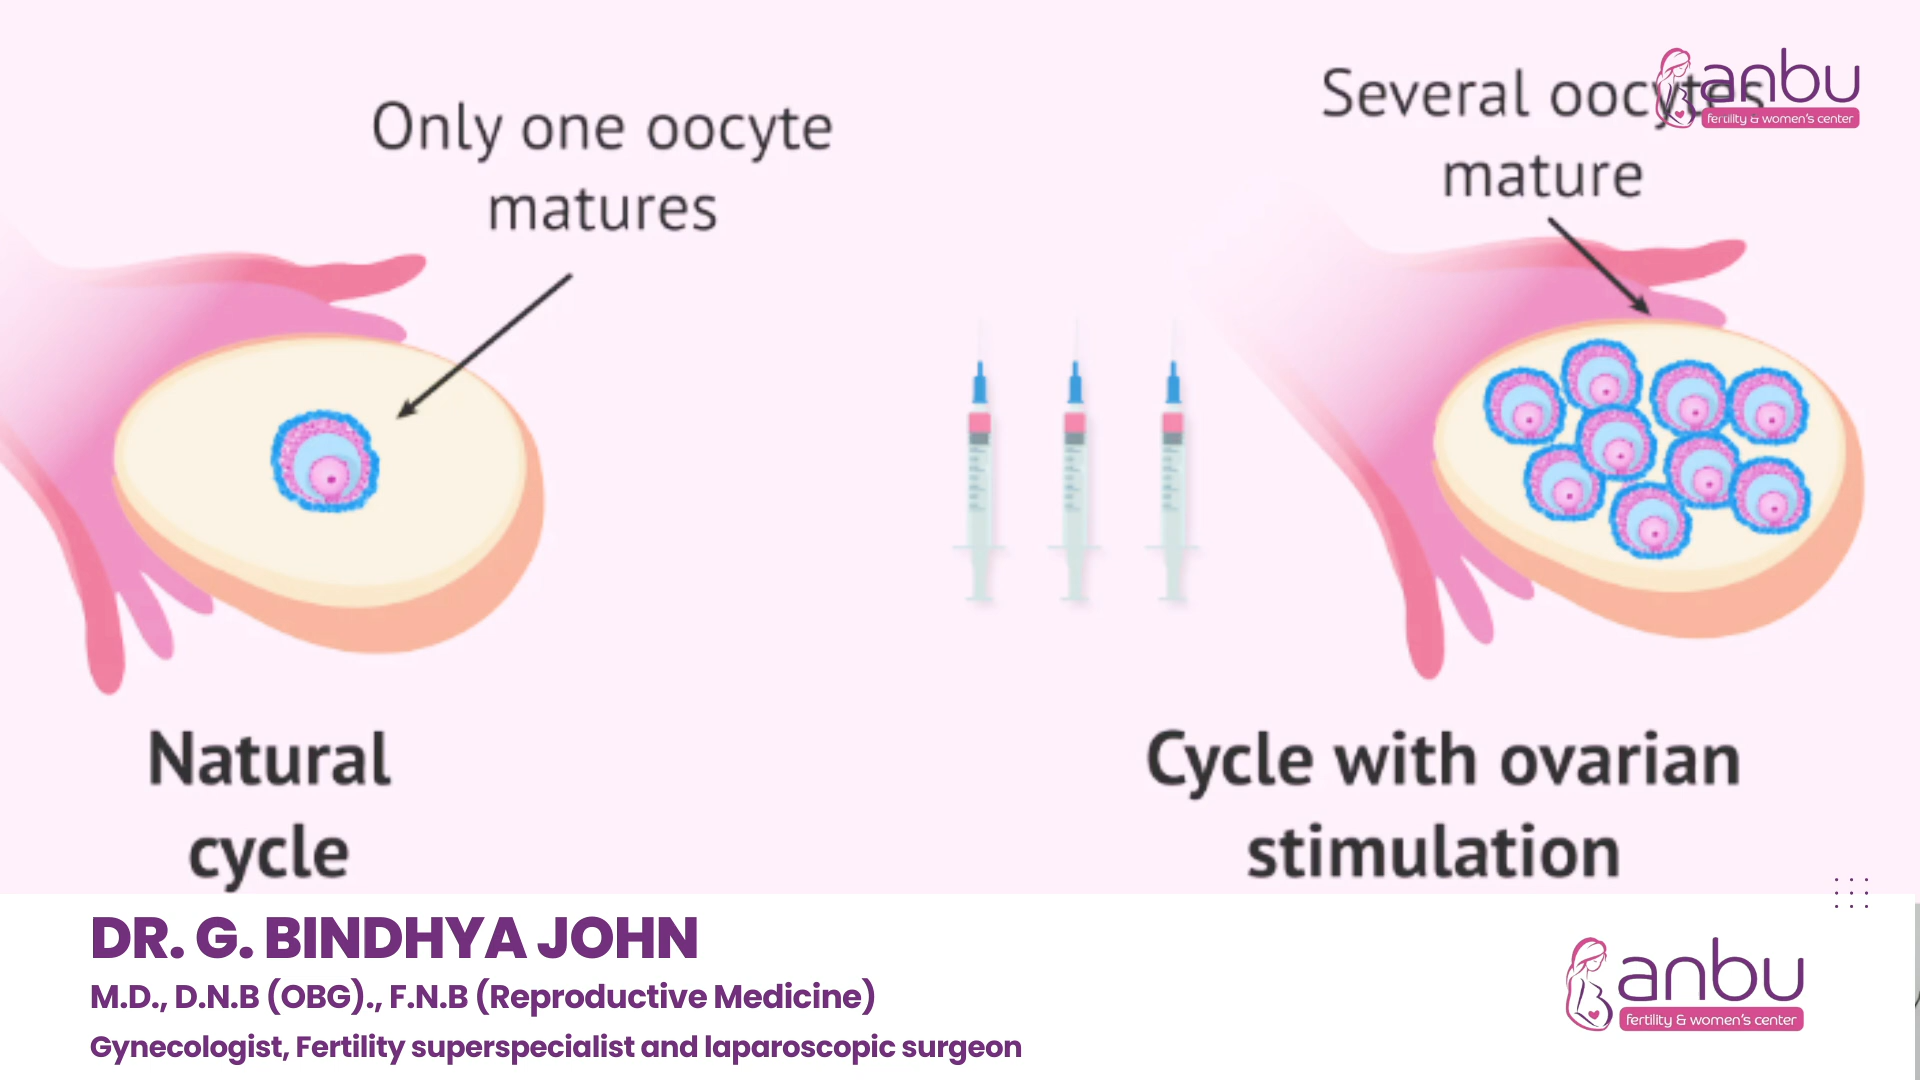 Only one oocyte
matures
Several oocytes
mature
anbu
fertility & women's center
Natural
cycle
Cycle with ovarian
stimulation
DR. G. BINDHYA JOHN
M.D., D.N.B (OBG)., F.N.B (Reproductive Medicine)
Gynecologist, Fertility superspecialist and laparoscopic surgeon
anbu
fertility & women's center